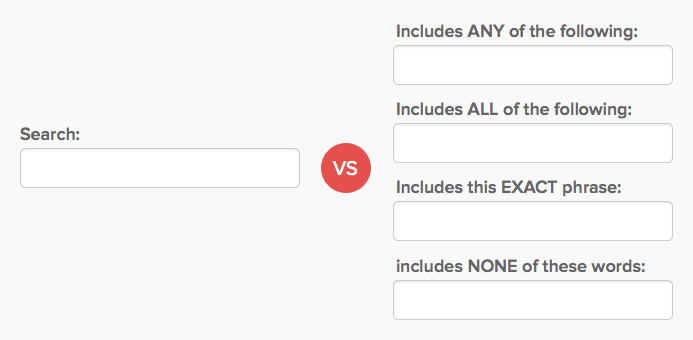 Search:
VS
Includes ANY of the following:
Includes ALL of the following:
Includes this EXACT phrase:
includes NONE of these words: